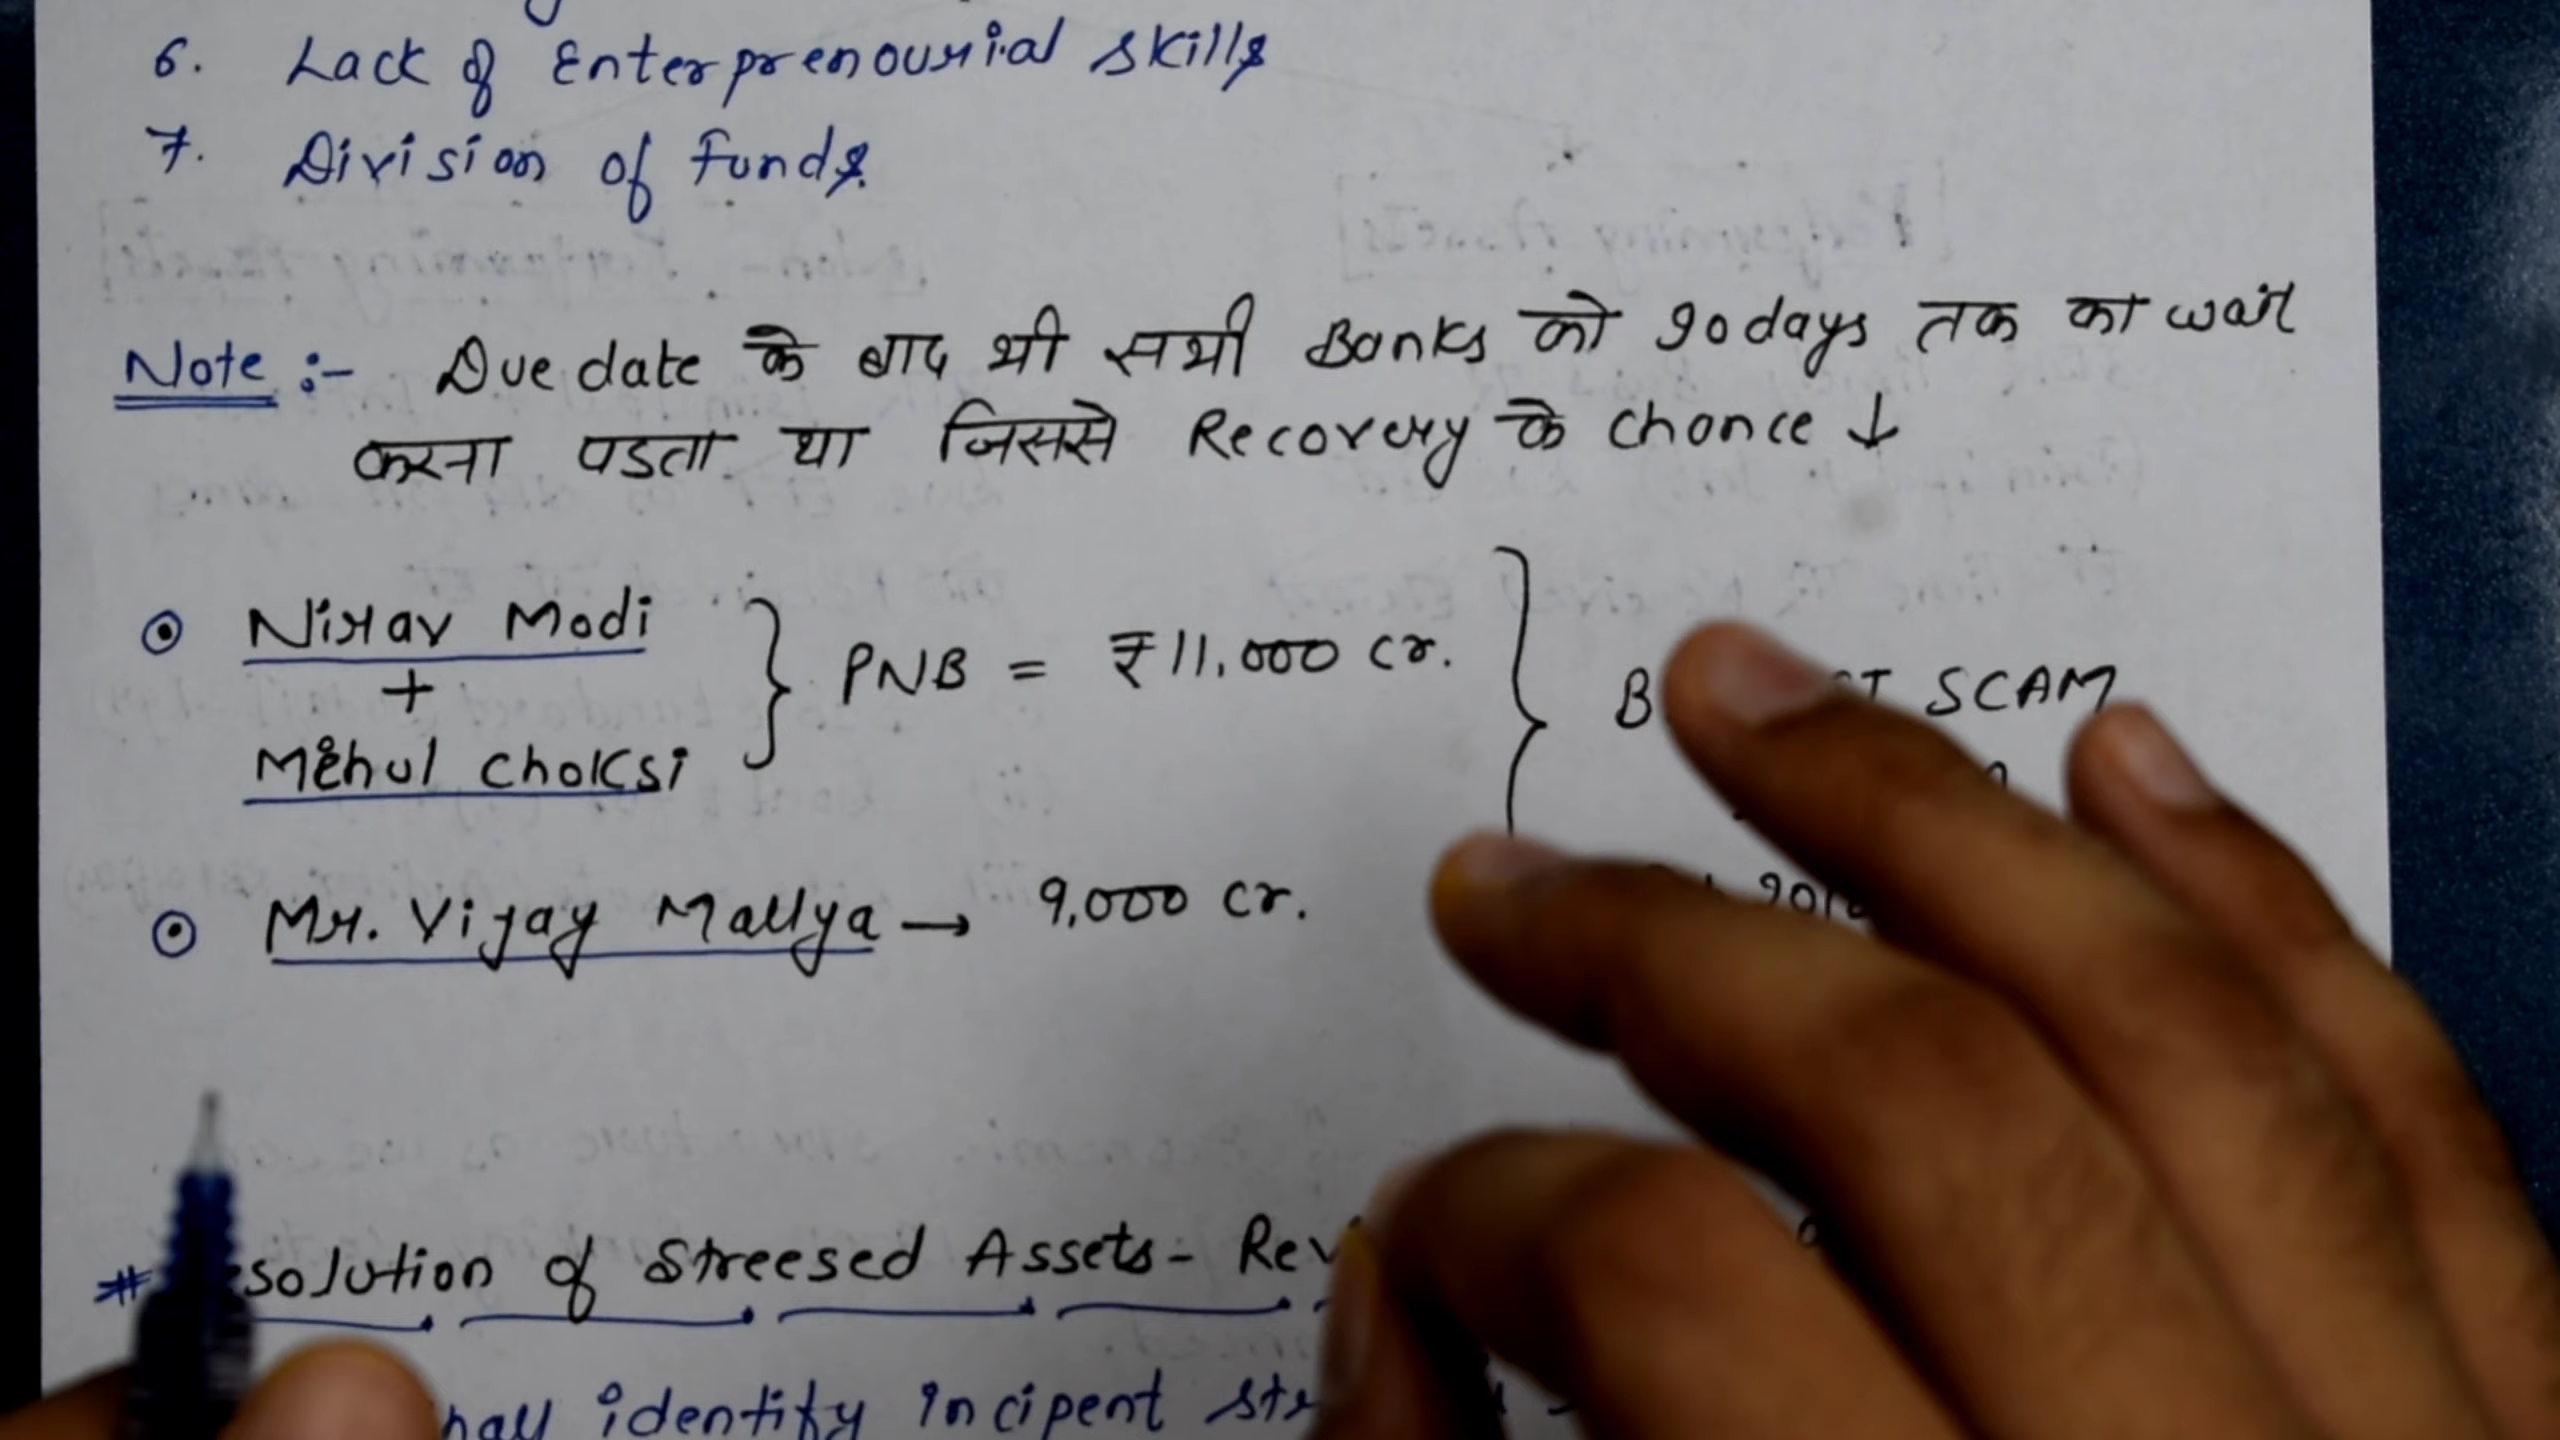 6. Lack of Enterprenourial skills
7. Division of funds.
Note :- Due date के बाद भी सभी Banks को 90 days तक का wait
करना पडता था जिससे Recovery के chance ↓
Nirav Modi
+
Mehul choksi
PNB = ₹11,000 cr.
SCAM
Mr. Vijay Mallya → 9,000 cr.
# solution of Streesed Assets -
identify incipent